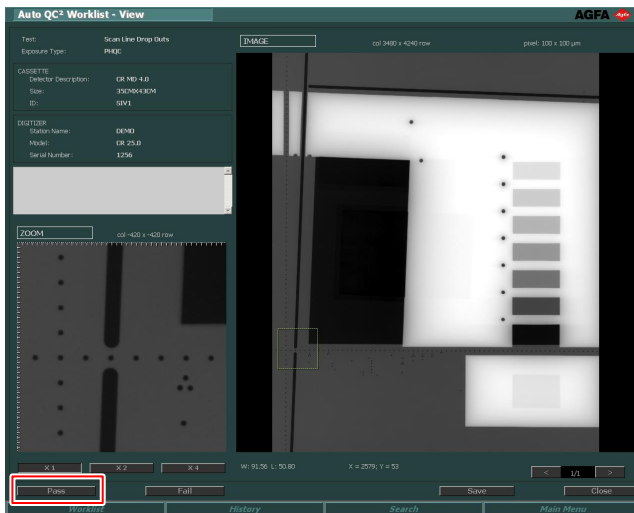 Auto QC² Worklist - View
AGFA
Agfa
Test: Scan Line Drop Outs
Exposure Type: PHQC
CASSETTE
Detector Description: CR MD 4.0
Size: 35CMX43CM
ID: SIV1
DIGITIZER
Station Name: DEMO
Model: CR 25.0
Serial Number: 1256
IMAGE
col 3480 x 4240 row
pixel: 100 x 100 µm
ZOOM
col -420 x -420 row
X 1
X 2
X 4
W: 91.56 L: 50.80
X = 2579; Y = 53
<
1/1
>
Pass
Fail
Save
Close
Worklist
History
Search
Main Menu